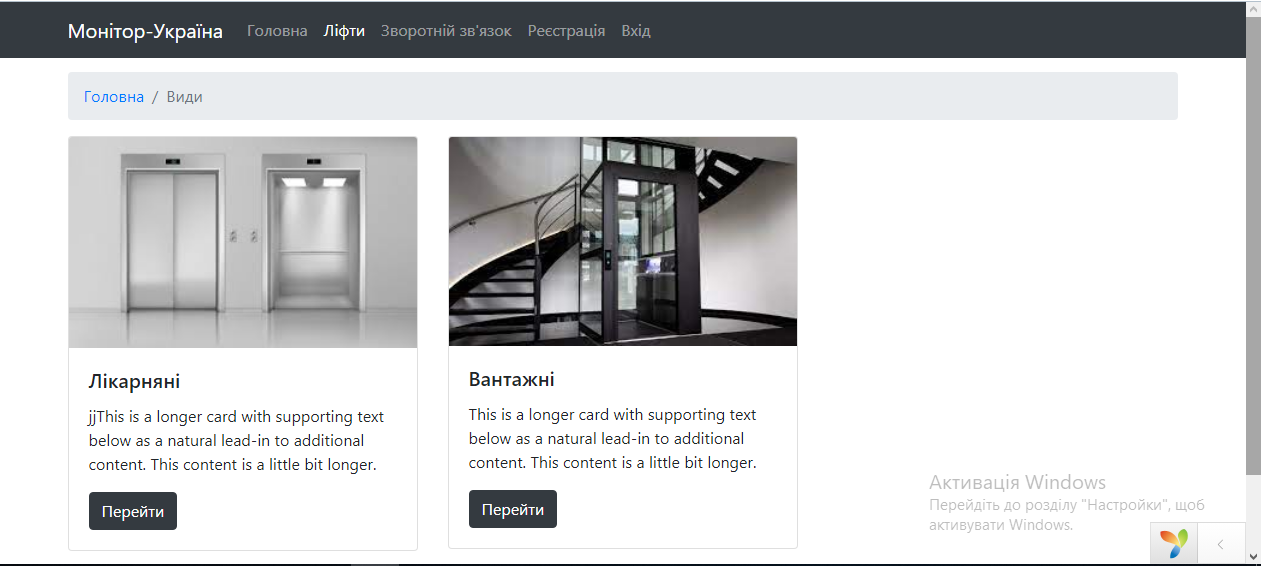 Монітор-Україна Головна Ліфти Зворотній зв'язок Реєстрація Вхід
Головна / Види
Лікарняні
jjThis is a longer card with supporting text
below as a natural lead-in to additional
content. This content is a little bit longer.
Перейти
Вантажні
This is a longer card with supporting text
below as a natural lead-in to additional
content. This content is a little bit longer.
Перейти
Активація Windows
Перейдіть до розділу "Настройки", щоб
активувати Windows.